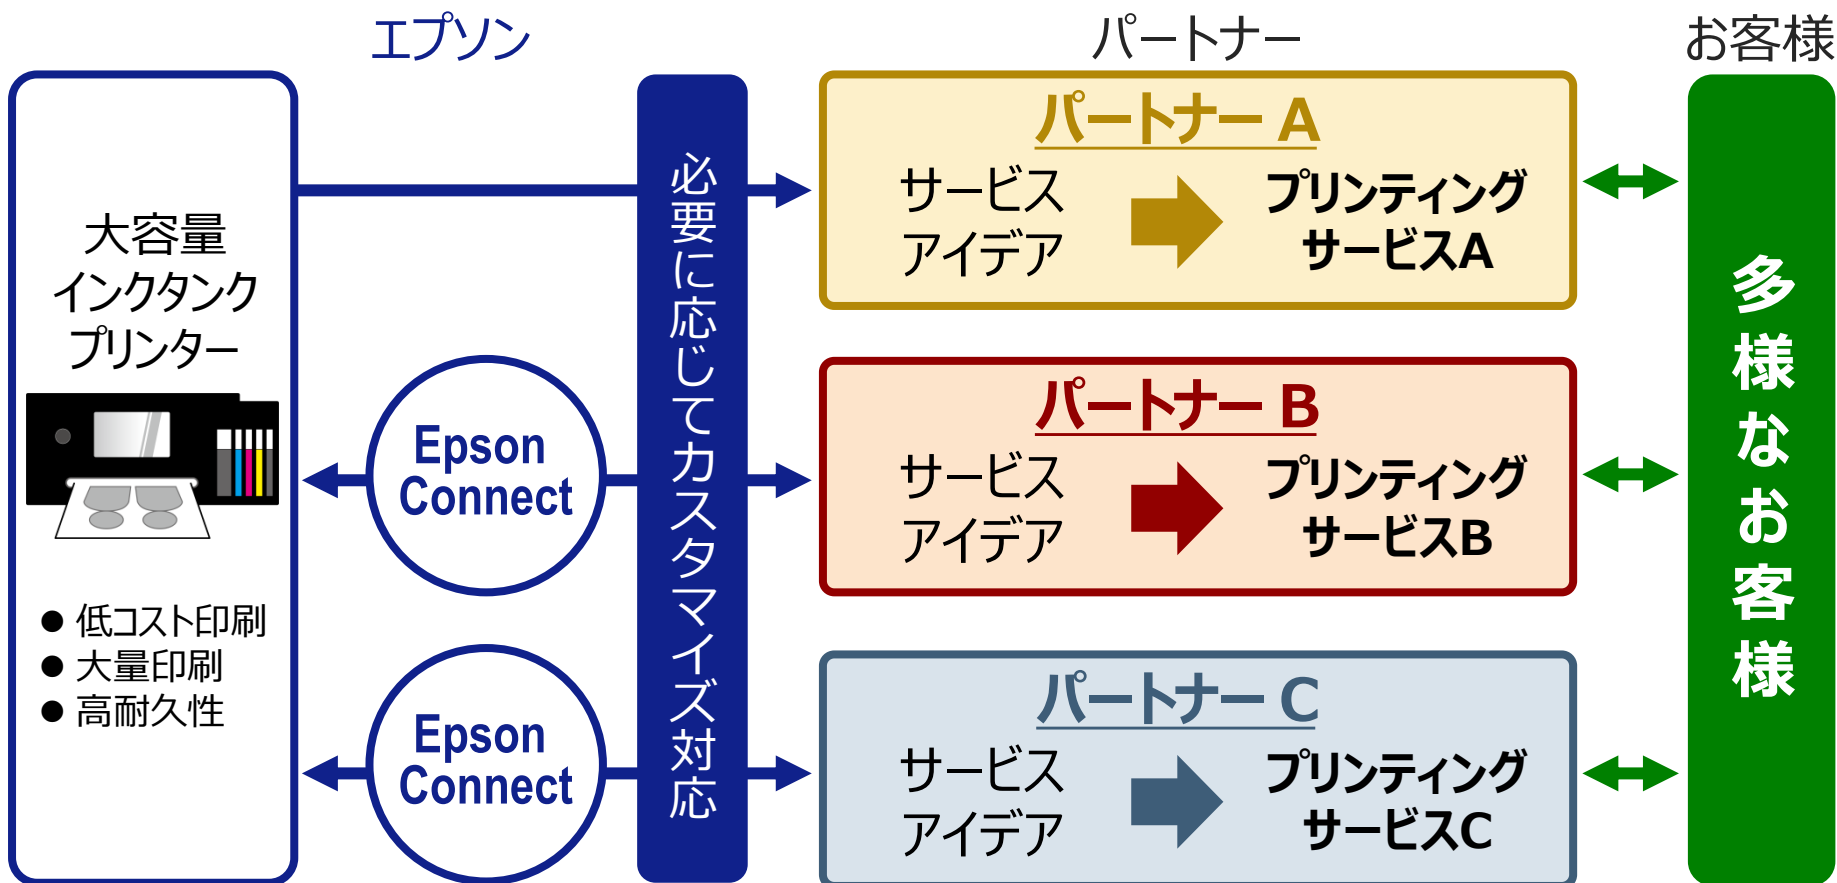 エプソン
パートナー
お客様
大容量
インクタンク
プリンター
● 低コスト印刷
● 大量印刷
● 高耐久性
Epson
Connect
Epson
Connect
必要に応じてカスタマイズ対応
パートナー A
サービス
アイデア
プリンティング
サービスA
パートナー B
サービス
アイデア
プリンティング
サービスB
パートナー C
サービス
アイデア
プリンティング
サービスC
多様なお客様